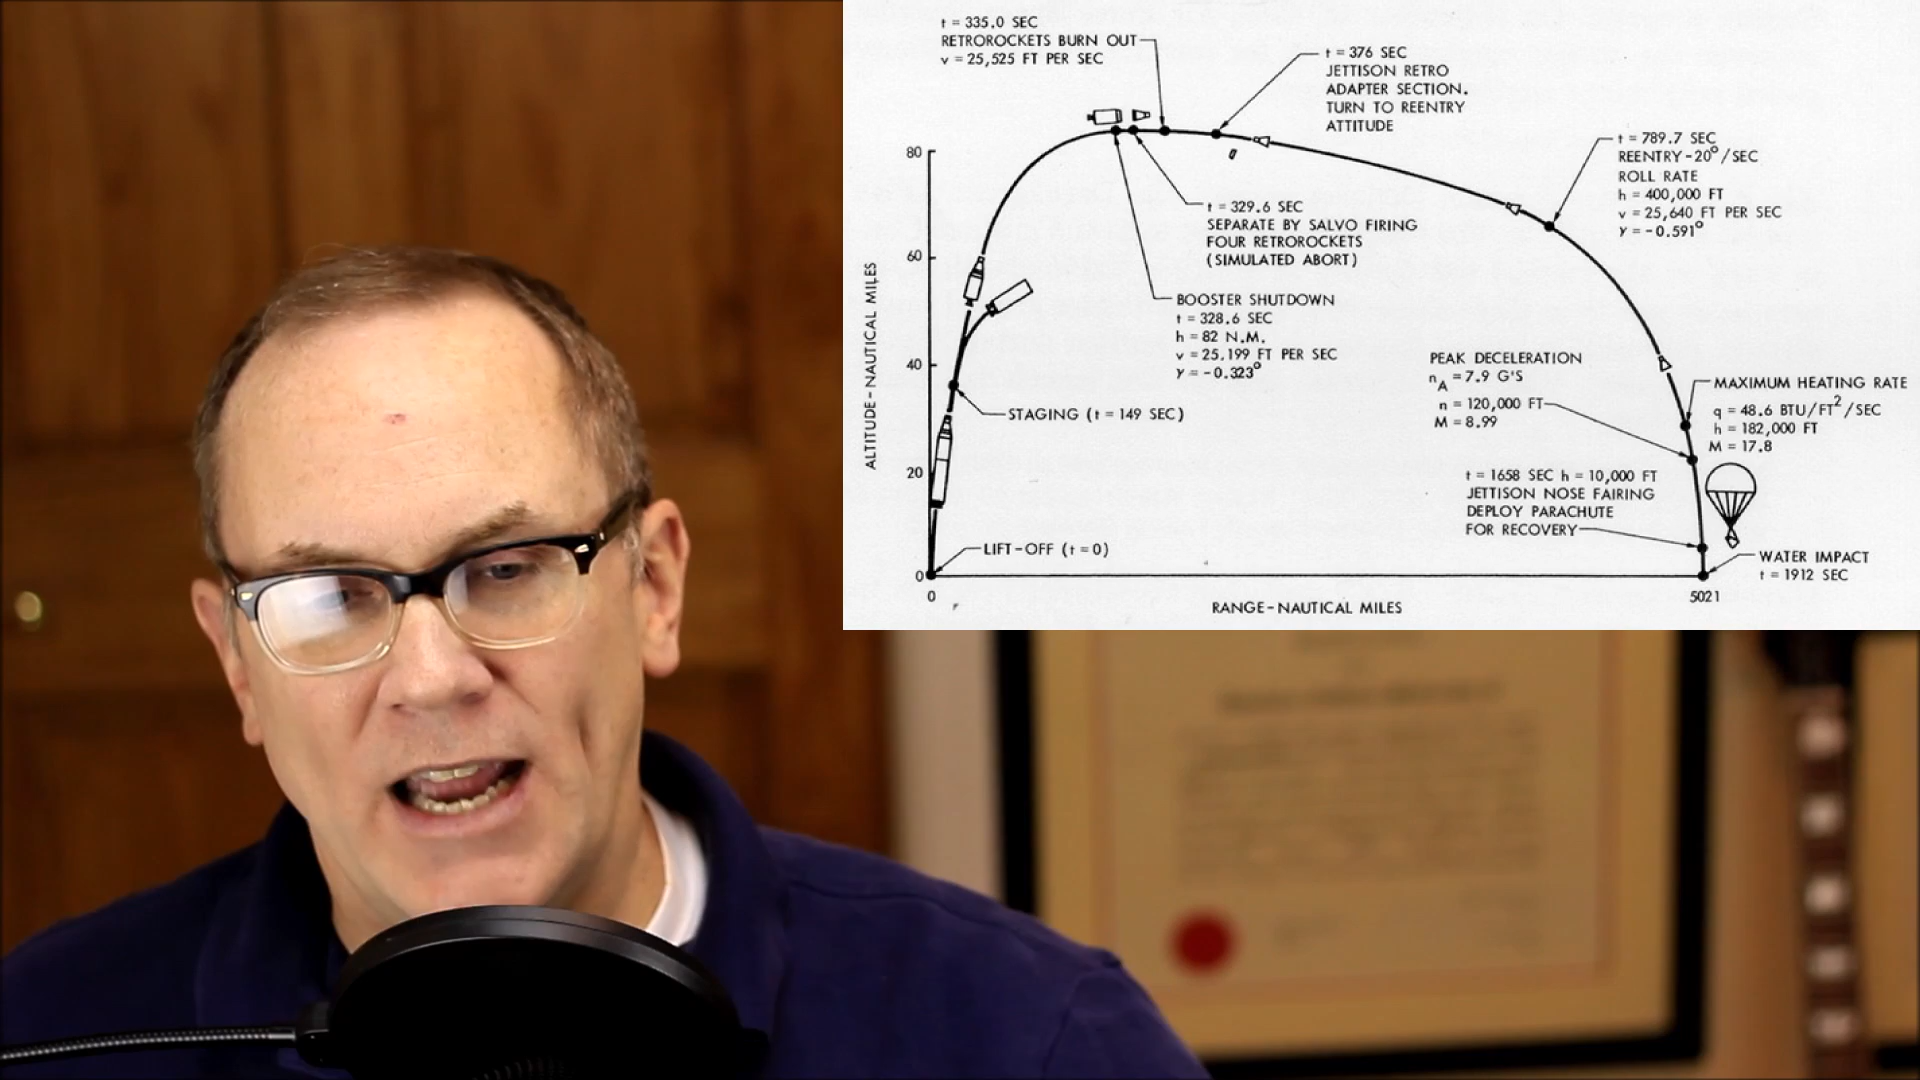 t = 335.0 SEC
RETROROCKETS BURN OUT
v = 25,525 FT PER SEC
t = 376 SEC
JETTISON RETRO
ADAPTER SECTION.
TURN TO REENTRY
ATTITUDE
t = 789.7 SEC
REENTRY -20°/SEC
ROLL RATE
h = 400,000 FT
v = 25,640 FT PER SEC
γ = -0.591°
t = 329.6 SEC
SEPARATE BY SALVO FIRING
FOUR RETROROCKETS
(SIMULATED ABORT)
BOOSTER SHUTDOWN
t = 328.6 SEC
h = 82 N.M.
v = 25,199 FT PER SEC
γ = -0.323°
PEAK DECELERATION
nA = 7.9 G'S
n = 120,000 FT
M = 8.99
MAXIMUM HEATING RATE
q = 48.6 BTU/FT²/SEC
h = 182,000 FT
M = 17.8
STAGING (t = 149 SEC)
t = 1658 SEC h = 10,000 FT
JETTISON NOSE FAIRING
DEPLOY PARACHUTE
FOR RECOVERY
LIFT-OFF (t = 0)
WATER IMPACT
t = 1912 SEC
ALTITUDE - NAUTICAL MILES
80
60
40
20
0
0
5021
RANGE - NAUTICAL MILES